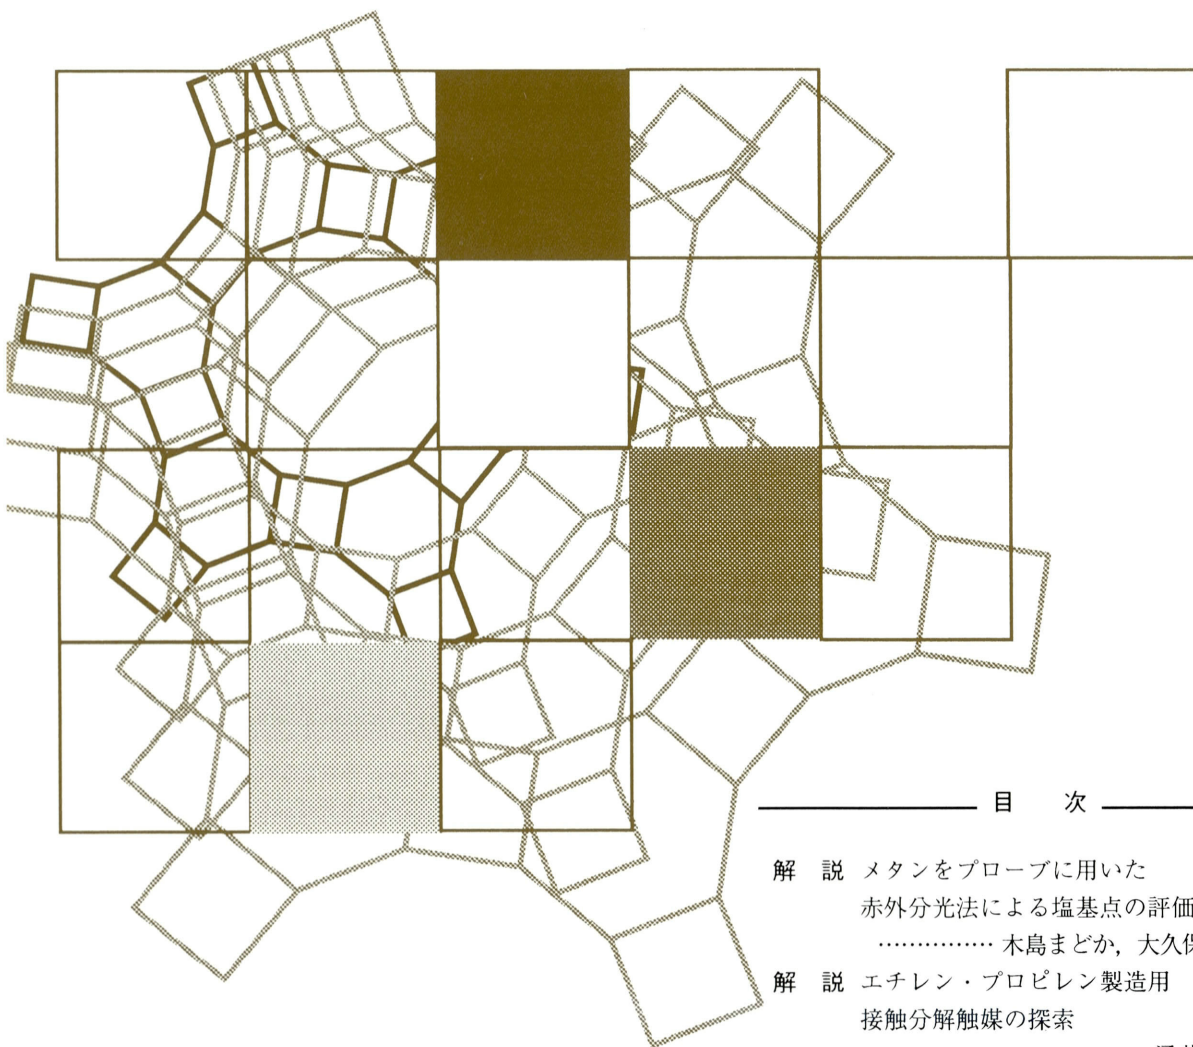 目 次
解 説 メタンをプローブに用いた
赤外分光法による塩基点の評価
…………… 木島まどか, 大久保
解 説 エチレン・プロピレン製造用
接触分解触媒の探索